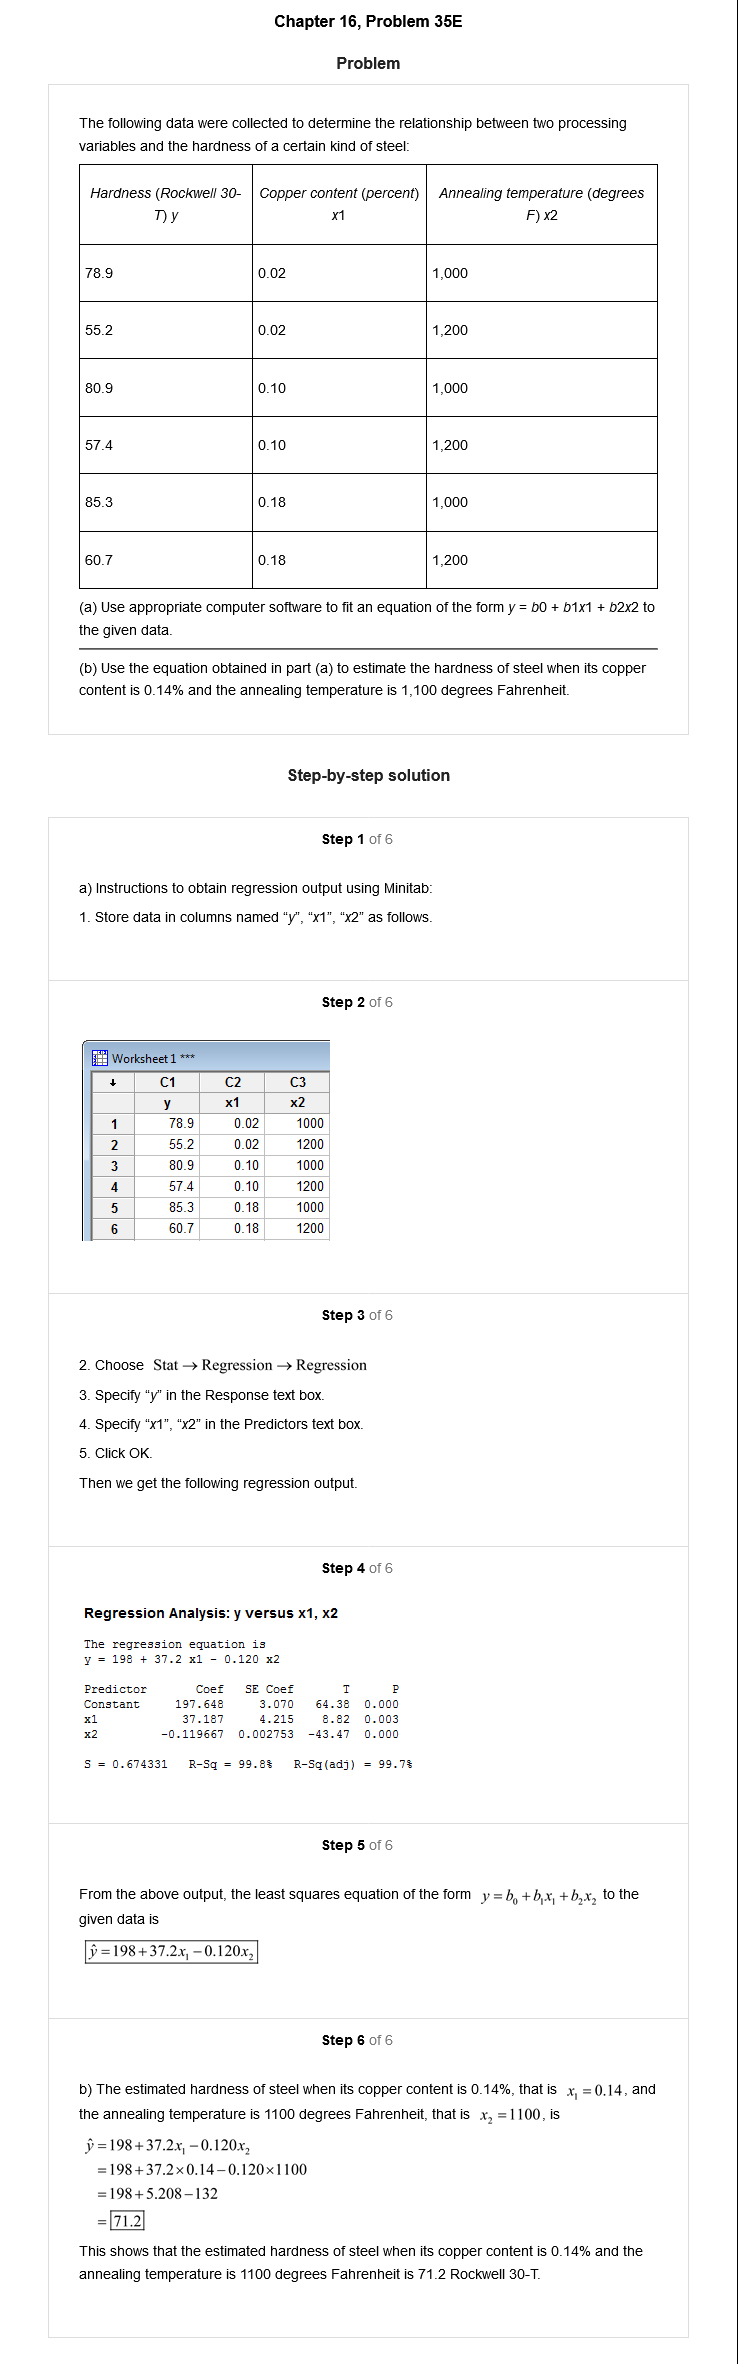 Chapter 16, Problem 35E
Problem
The following data were collected to determine the relationship between two processing
variables and the hardness of a certain kind of steel:
Hardness (Rockwell 30- Copper content (percent) Annealing temperature (degrees
T) y x1 F) x2
78.9 0.02 1,000
55.2 0.02 1,200
80.9 0.10 1,000
57.4 0.10 1,200
85.3 0.18 1,000
60.7 0.18 1,200
(a) Use appropriate computer software to fit an equation of the form y = b0 + b1x1 + b2x2 to
the given data.
(b) Use the equation obtained in part (a) to estimate the hardness of steel when its copper
content is 0.14% and the annealing temperature is 1,100 degrees Fahrenheit.
Step-by-step solution
Step 1 of 6
a) Instructions to obtain regression output using Minitab:
1. Store data in columns named “y”, “x1”, “x2” as follows.
Step 2 of 6
Worksheet 1 ***
↓ C1 C2 C3
y x1 x2
1 78.9 0.02 1000
2 55.2 0.02 1200
3 80.9 0.10 1000
4 57.4 0.10 1200
5 85.3 0.18 1000
6 60.7 0.18 1200
Step 3 of 6
2. Choose Stat → Regression → Regression
3. Specify “y” in the Response text box.
4. Specify “x1”, “x2” in the Predictors text box.
5. Click OK.
Then we get the following regression output.
Step 4 of 6
Regression Analysis: y versus x1, x2
The regression equation is
y = 198 + 37.2 x1 - 0.120 x2
Predictor Coef SE Coef T P
Constant 197.648 3.070 64.38 0.000
x1 37.187 4.215 8.82 0.003
x2 -0.119667 0.002753 -43.47 0.000
S = 0.674331 R-Sq = 99.8% R-Sq(adj) = 99.7%
Step 5 of 6
From the above output, the least squares equation of the form y = b₀ + b₁x₁ + b₂x₂ to the
given data is
ŷ = 198 + 37.2x₁ − 0.120x₂
Step 6 of 6
b) The estimated hardness of steel when its copper content is 0.14%, that is x₁ = 0.14, and
the annealing temperature is 1100 degrees Fahrenheit, that is x₂ = 1100, is
ŷ = 198 + 37.2x₁ − 0.120x₂
= 198 + 37.2 × 0.14 − 0.120 × 1100
= 198 + 5.208 − 132
= 71.2
This shows that the estimated hardness of steel when its copper content is 0.14% and the
annealing temperature is 1100 degrees Fahrenheit is 71.2 Rockwell 30-T.